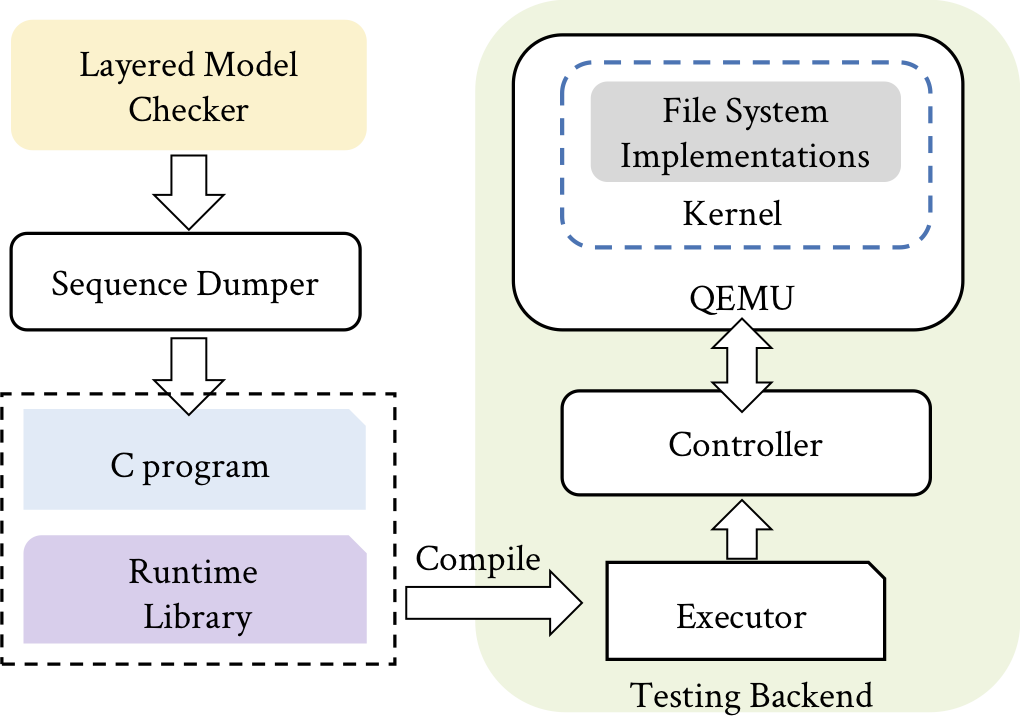 Layered Model
Checker
Sequence Dumper
C program
Runtime
Library
Compile
File System
Implementations
Kernel
QEMU
Controller
Executor
Testing Backend